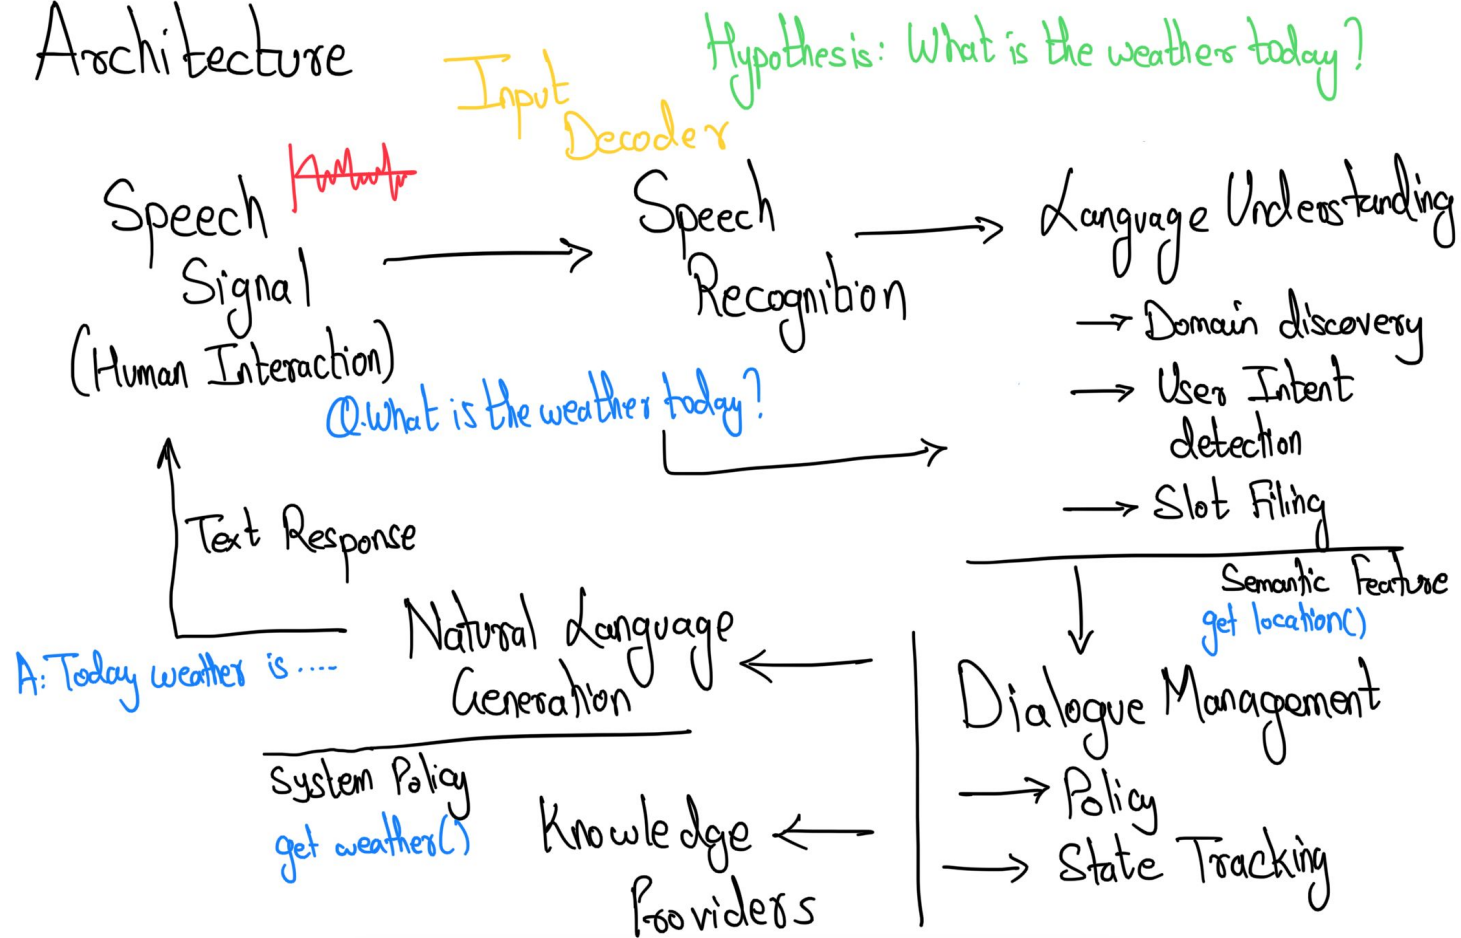 Architecture
Hypothesis: What is the weather today?
Input
Decoder
Speech
Signal
(Human Interaction)
Speech
Recognition
Language Understanding
→ Domain discovery
→ User Intent
detection
→ Slot Filing
Q. What is the weather today?
Text Response
Semantic Feature
get location()
Natural Language
Generation
A: Today weather is ....
Dialogue Management
→ Policy
→ State Tracking
System Policy
get weather()
Knowledge
Providers